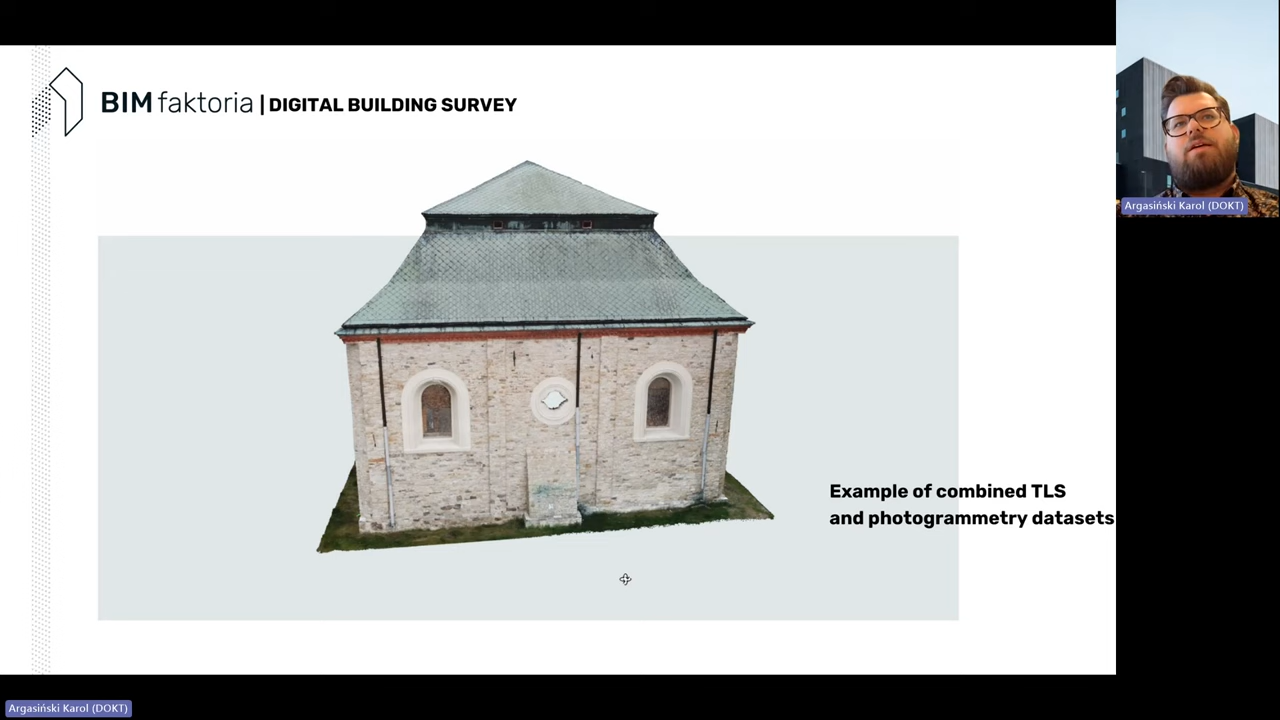 BIM faktoria | DIGITAL BUILDING SURVEY
Argasiński Karol (DOKT)
Example of combined TLS
and photogrammetry datasets
Argasiński Karol (DOKT)